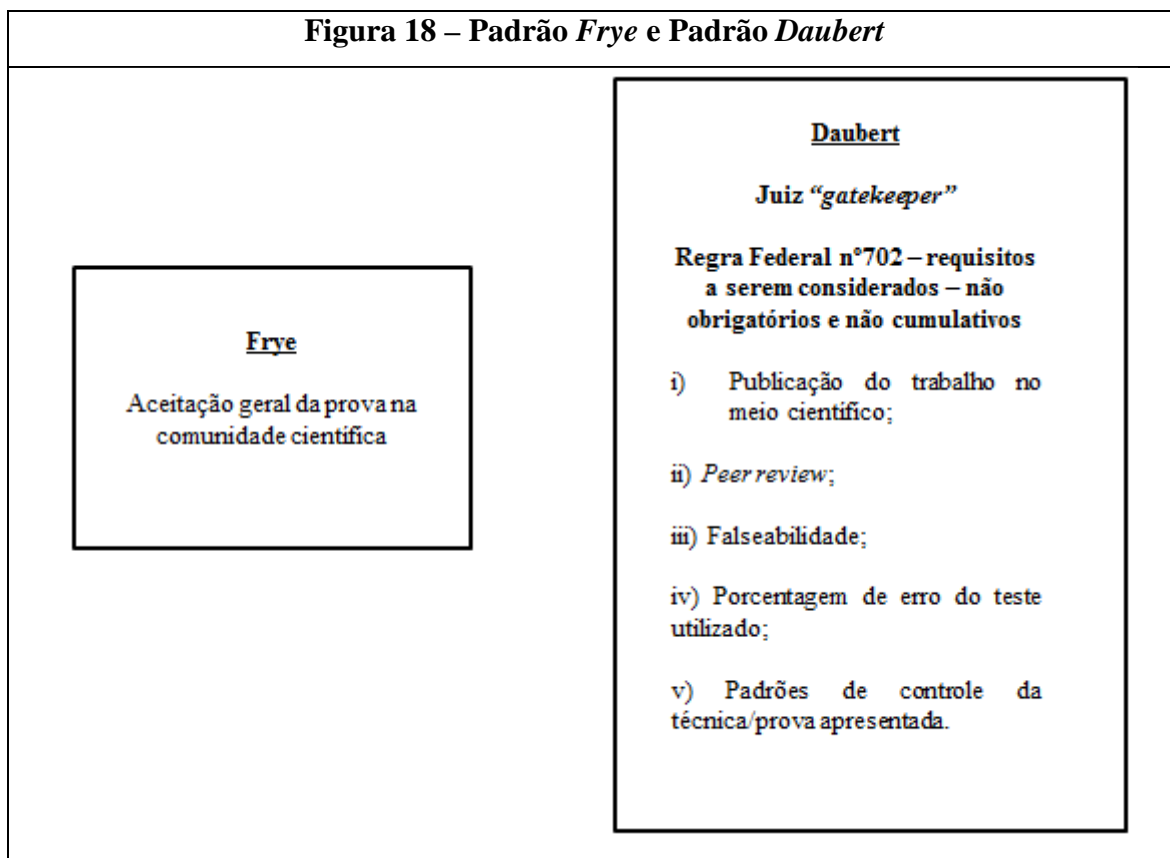 Figura 18 – Padrão Frye e Padrão Daubert
Frye
Aceitação geral da prova na
comunidade científica
Daubert
Juiz “gatekeeper”
Regra Federal nº702 – requisitos
a serem considerados – não
obrigatórios e não cumulativos
i) Publicação do trabalho no
meio científico;
ii) Peer review;
iii) Falseabilidade;
iv) Porcentagem de erro do teste
utilizado;
v) Padrões de controle da
técnica/prova apresentada.